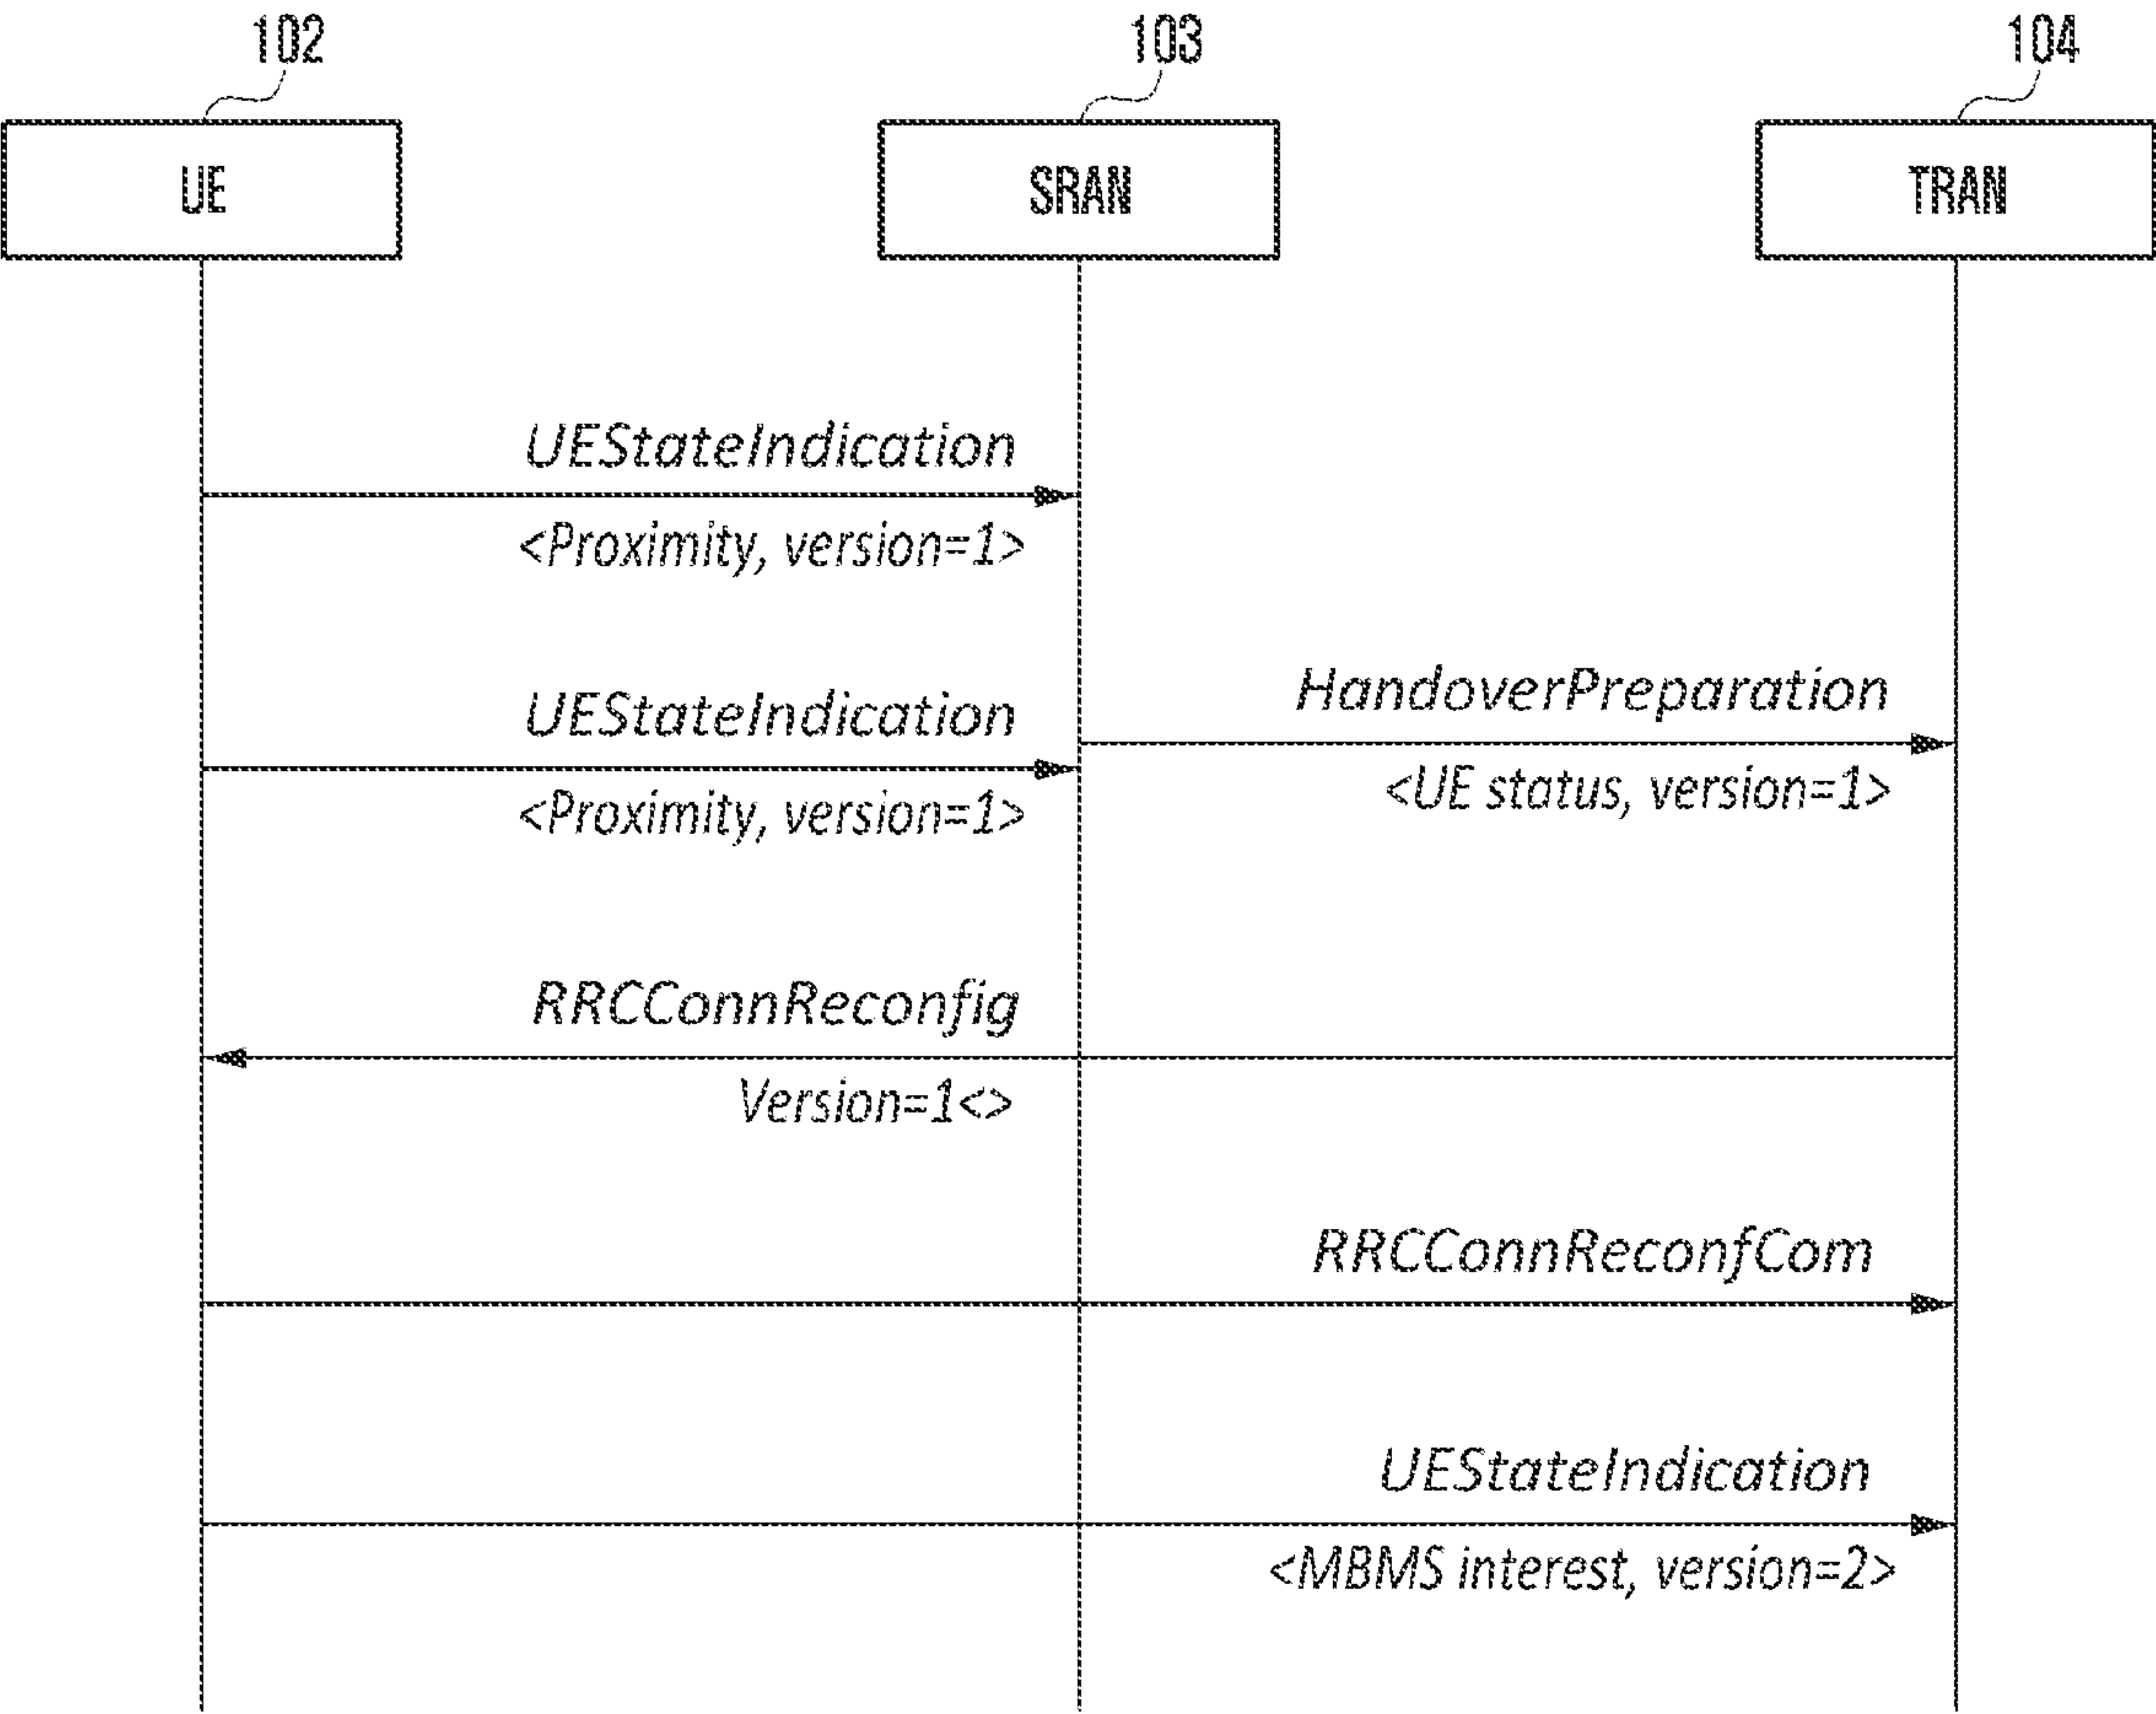 102
103
104
UE
SRAN
TRAN
UEStateIndication
<Proximity, version=1>
HandoverPreparation
<UE status, version=1>
UEStateIndication
<Proximity, version=1>
RRCConnReconfig
Version=1<>
RRCConnReconfCom
UEStateIndication
<MBMS interest, version=2>